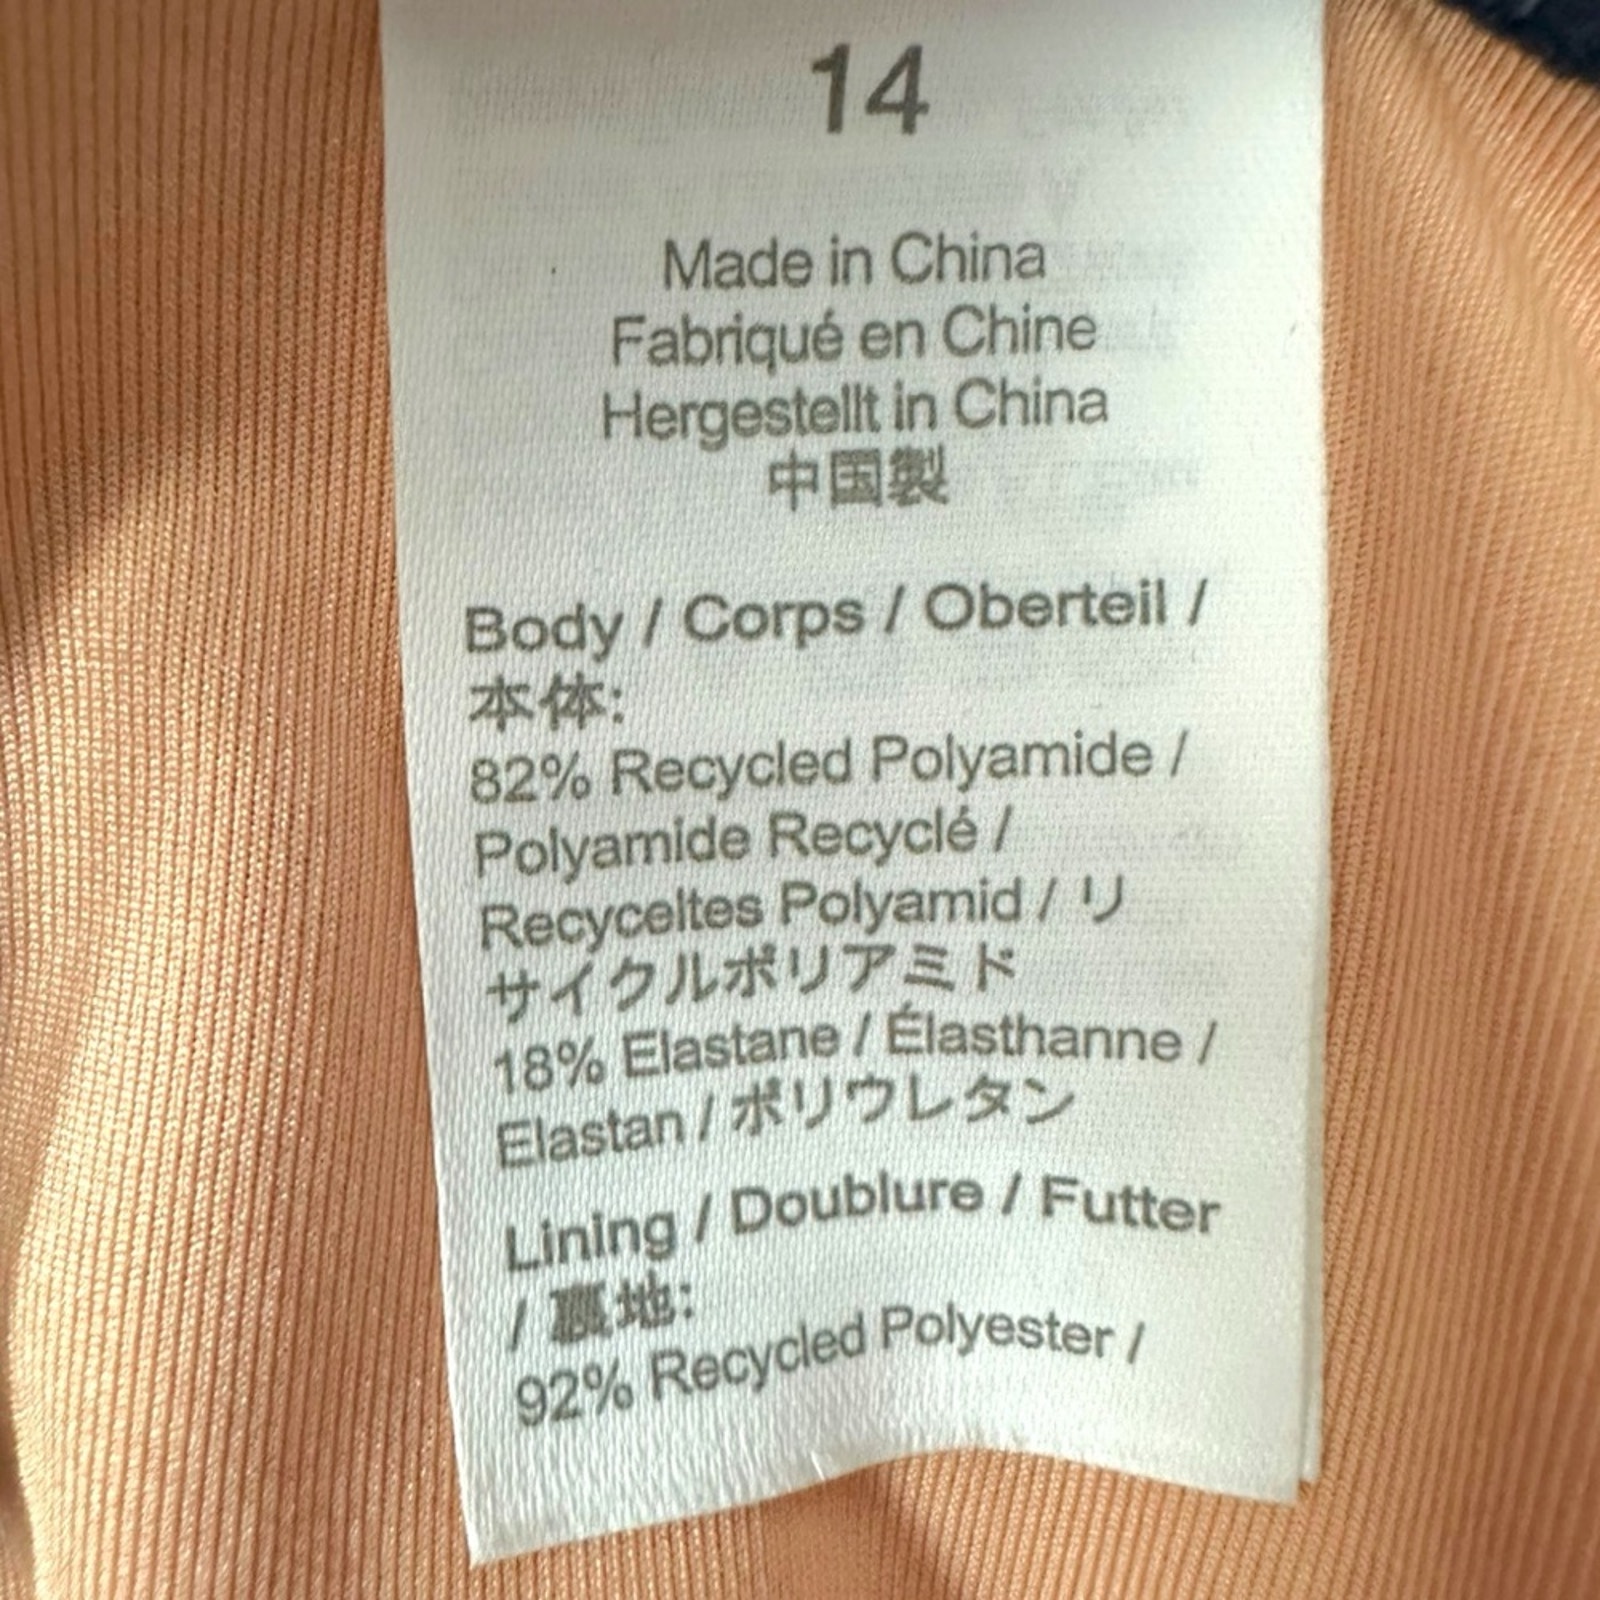 14
Made in China
Fabriqué en Chine
Hergestellt in China
中国製
Body / Corps / Oberteil /
本体:
82% Recycled Polyamide /
Polyamide Recyclé /
Recyceltes Polyamid / リ
サイクルポリアミド
18% Elastane / Élasthanne /
Elastan / ポリウレタン
Lining / Doublure / Futter
/ 裏地:
92% Recycled Polyester /